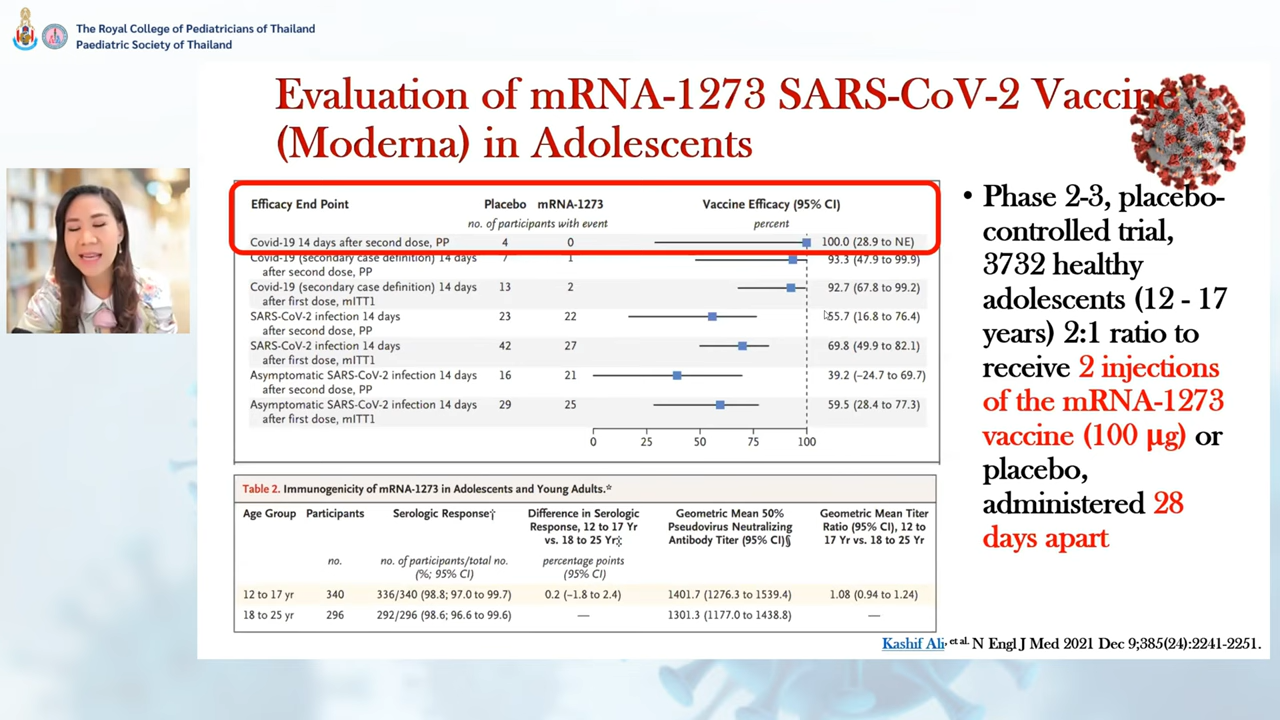 The Royal College of Pediatricians of Thailand
Paediatric Society of Thailand
Evaluation of mRNA-1273 SARS-CoV-2 Vaccine
(Moderna) in Adolescents
Efficacy End Point Placebo mRNA-1273 Vaccine Efficacy (95% CI)
no. of participants with event percent
Covid-19 14 days after second dose, PP 4 0 100.0 (28.9 to NE)
Covid-19 (secondary case definition) 14 days 7 1 93.3 (47.9 to 99.9)
after second dose, PP
Covid-19 (secondary case definition) 14 days 13 2 92.7 (67.8 to 99.2)
after first dose, mITT1
SARS-CoV-2 infection 14 days 23 22 55.7 (16.8 to 76.4)
after second dose, PP
SARS-CoV-2 infection 14 days 42 27 69.8 (49.9 to 82.1)
after first dose, mITT1
Asymptomatic SARS-CoV-2 infection 14 days 16 21 39.2 (–24.7 to 69.7)
after second dose, PP
Asymptomatic SARS-CoV-2 infection 14 days 29 25 59.5 (28.4 to 77.3)
after first dose, mITT1
0 25 50 75 100
Table 2. Immunogenicity of mRNA-1273 in Adolescents and Young Adults.*
Age Group Participants Serologic Response† Difference in Serologic Geometric Mean 50% Geometric Mean Titer
Response, 12 to 17 Yr Pseudovirus Neutralizing Ratio (95% CI), 12 to
vs. 18 to 25 Yr‡ Antibody Titer (95% CI)§ 17 Yr vs. 18 to 25 Yr
no. no. of participants/total no. percentage points
(%; 95% CI) (95% CI)
12 to 17 yr 340 336/340 (98.8; 97.0 to 99.7) 0.2 (–1.8 to 2.4) 1401.7 (1276.3 to 1539.4) 1.08 (0.94 to 1.24)
18 to 25 yr 296 292/296 (98.6; 96.6 to 99.6) — 1301.3 (1177.0 to 1438.8) —
• Phase 2-3, placebo-
controlled trial,
3732 healthy
adolescents (12 - 17
years) 2:1 ratio to
receive 2 injections
of the mRNA-1273
vaccine (100 µg) or
placebo,
administered 28
days apart
Kashif Ali, et al. N Engl J Med 2021 Dec 9;385(24):2241-2251.